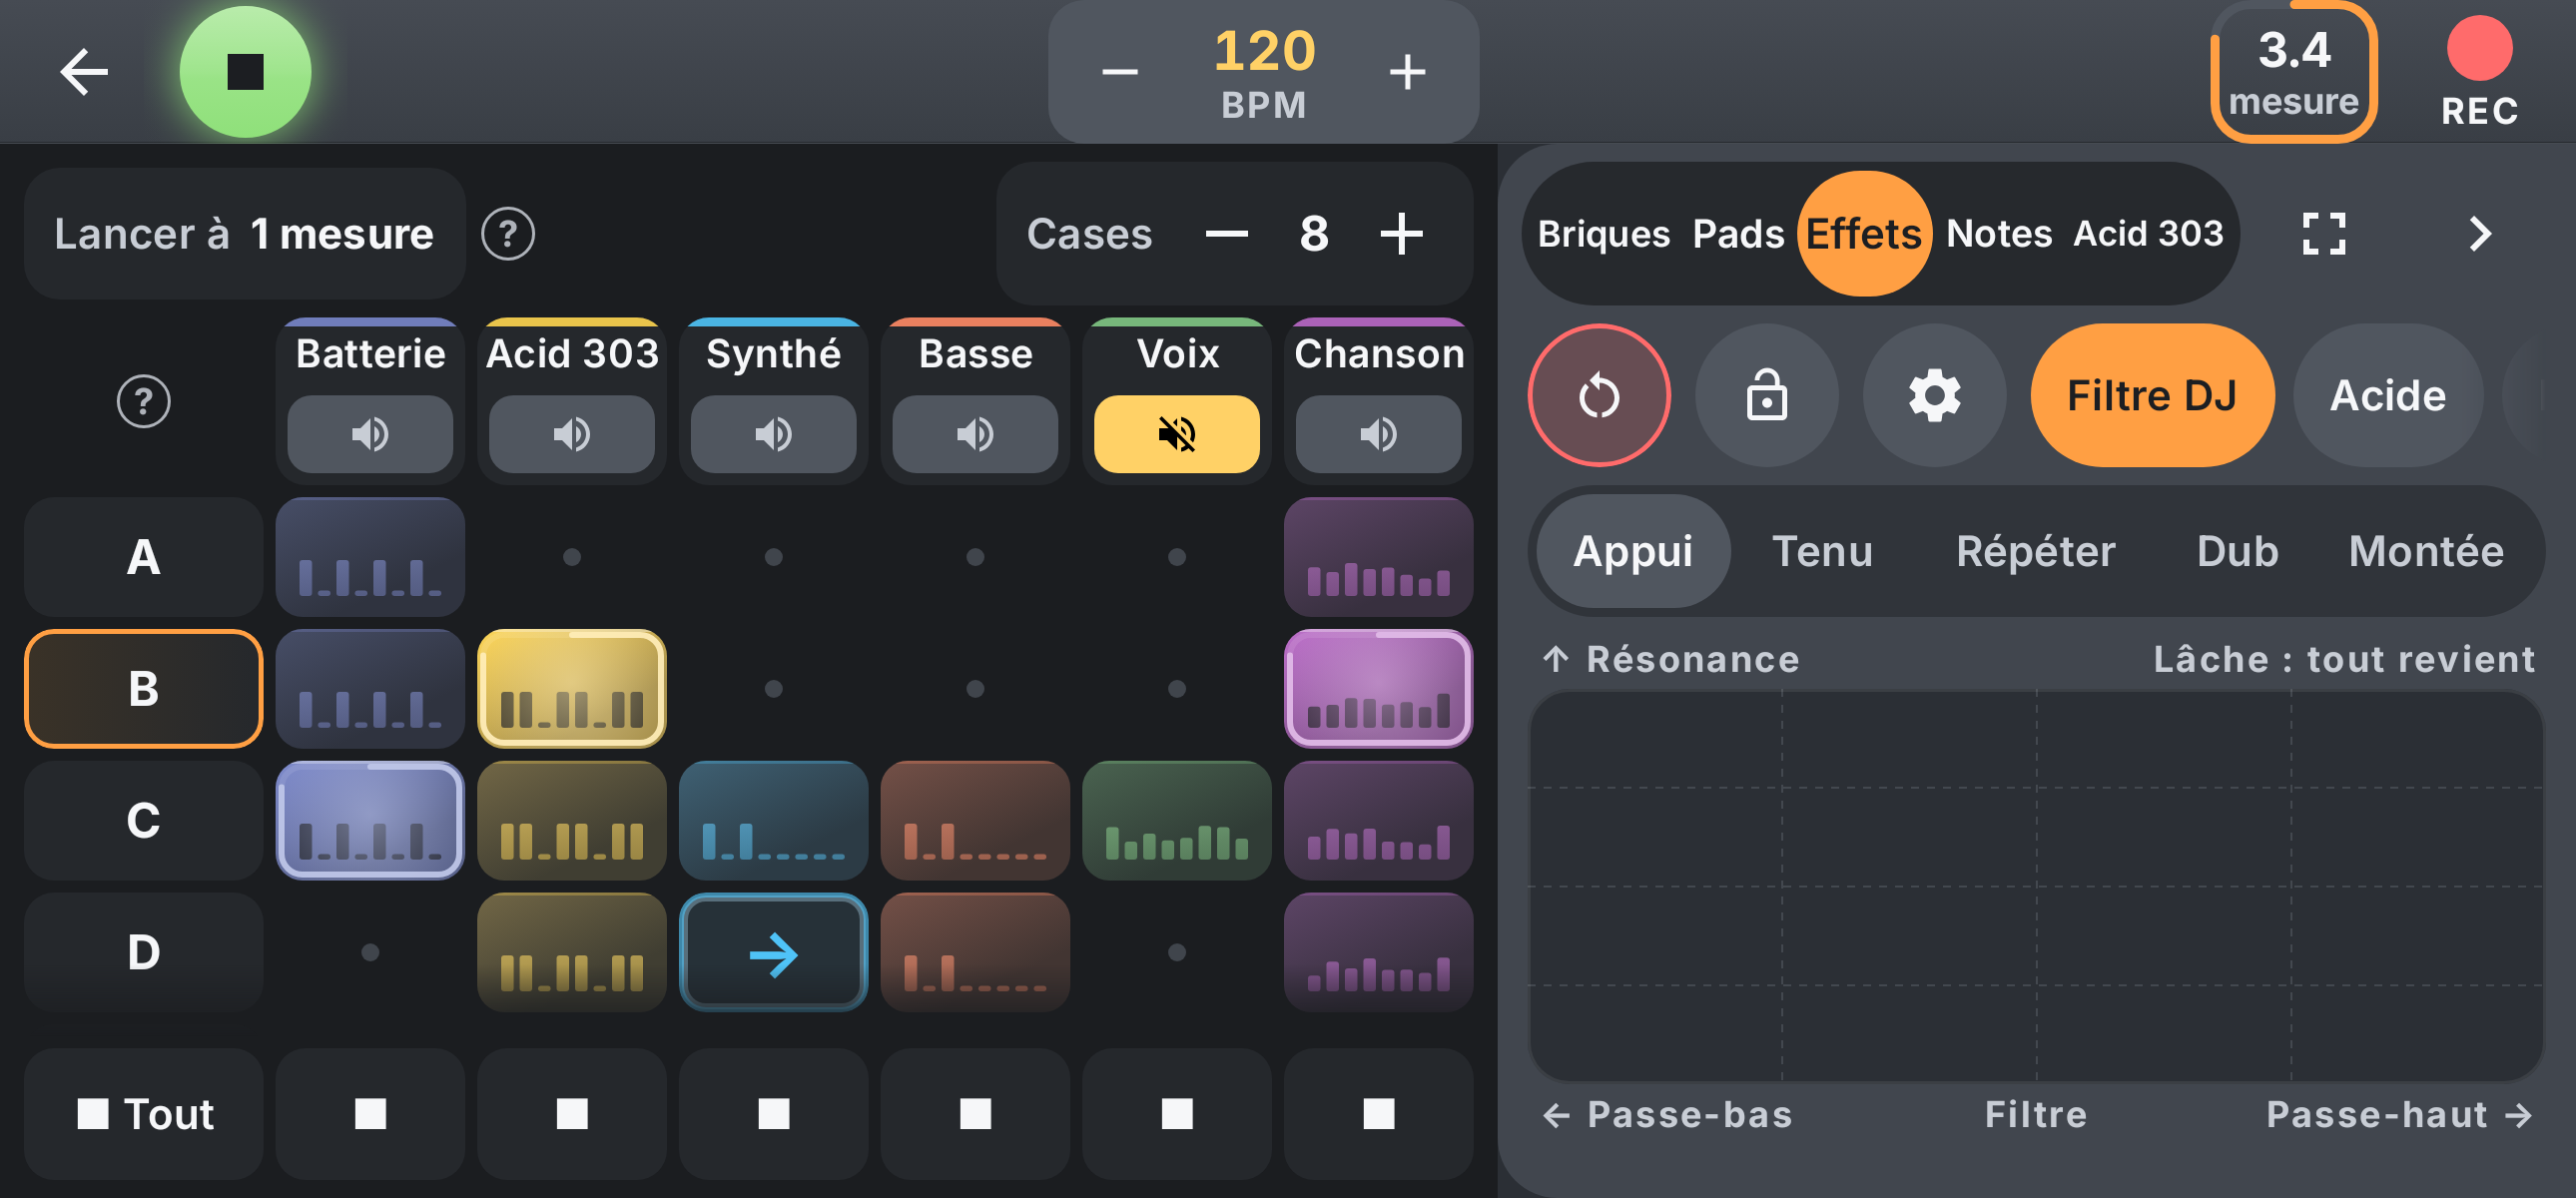 120
BPM
3.4
mesure
REC
Lancer à 1 mesure ?
Cases 8
Briques Pads Effets Notes Acid 303
?
Batterie Acid 303 Synthé Basse Voix Chanson
Filtre DJ Acide
A
Appui Tenu Répéter Dub Montée
B
Résonance Lâche : tout revient
C
D
Tout
Passe-bas Filtre Passe-haut